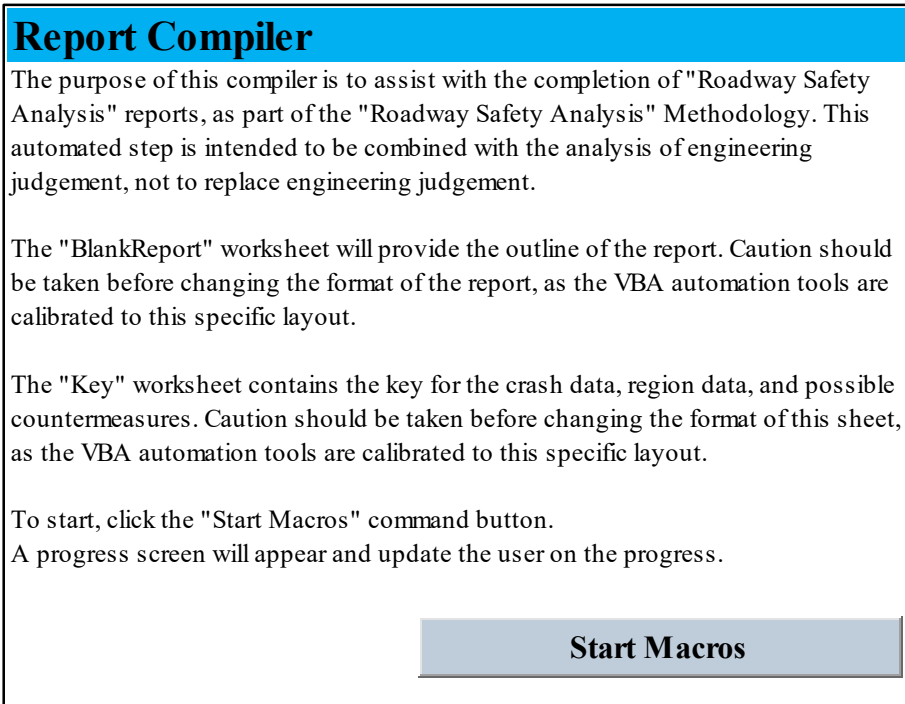 Report Compiler
The purpose of this compiler is to assist with the completion of "Roadway Safety
Analysis" reports, as part of the "Roadway Safety Analysis" Methodology. This
automated step is intended to be combined with the analysis of engineering
judgement, not to replace engineering judgement.
The "BlankReport" worksheet will provide the outline of the report. Caution should
be taken before changing the format of the report, as the VBA automation tools are
calibrated to this specific layout.
The "Key" worksheet contains the key for the crash data, region data, and possible
countermeasures. Caution should be taken before changing the format of this sheet,
as the VBA automation tools are calibrated to this specific layout.
To start, click the "Start Macros" command button.
A progress screen will appear and update the user on the progress.
Start Macros